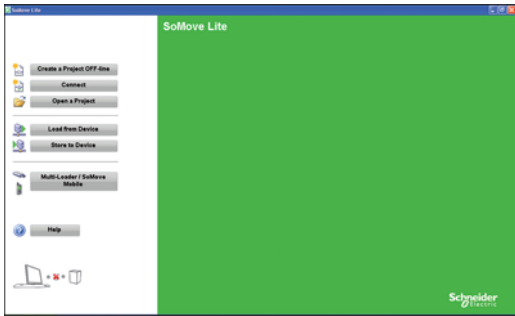 SoMove Lite
SoMove Lite
Create a Project OFF-line
Connect
Open a Project
Load from Device
Store to Device
Multi-Leader / SoMove
Mobile
Help
Schneider
Electric